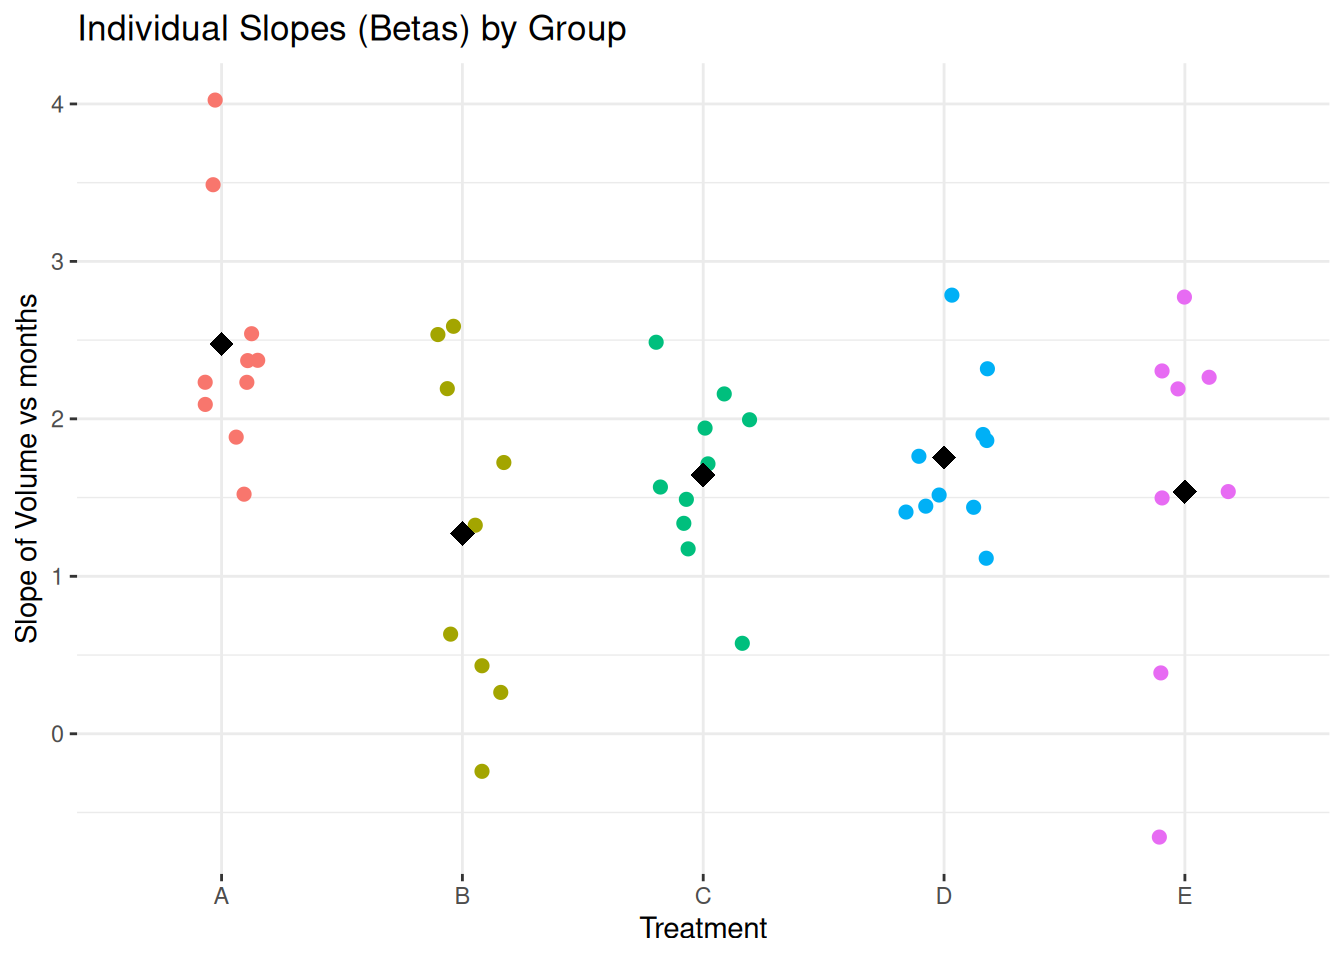 Individual Slopes (Betas) by Group
Slope of Volume vs months
4
3
2
1
0
A B C D E
Treatment